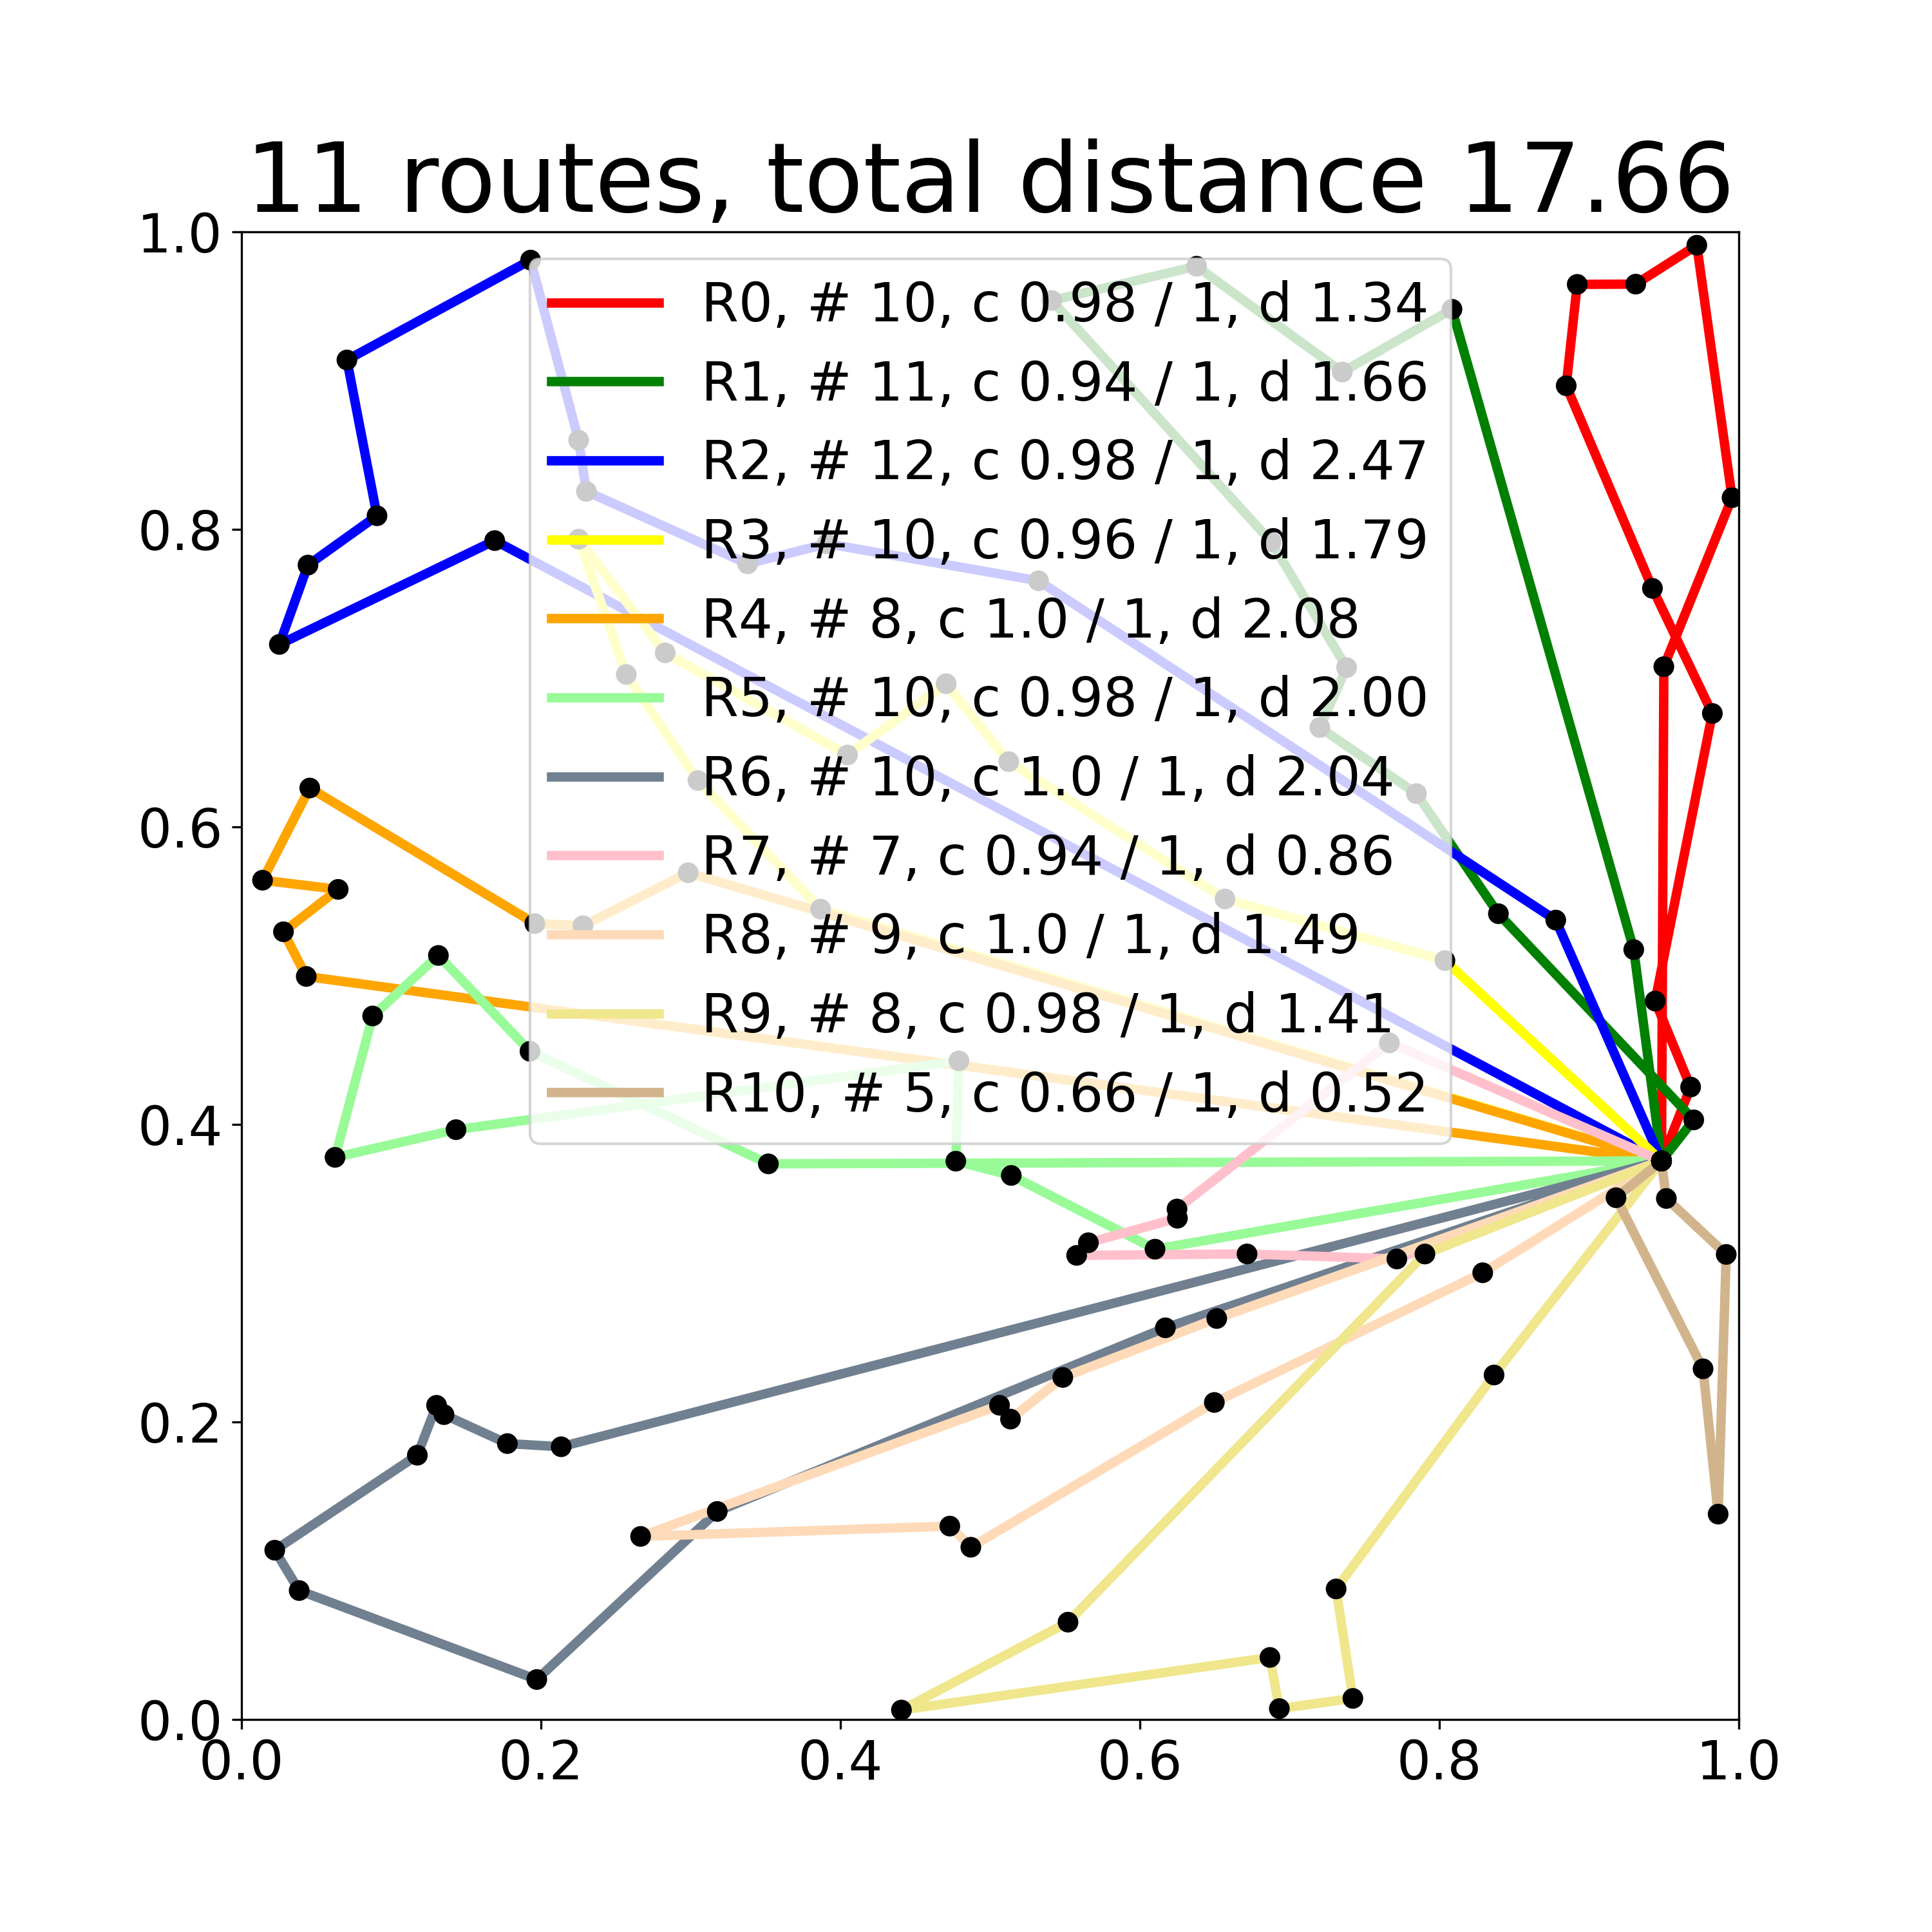 11 routes, total distance 17.66
1.0
0.8
0.6
0.4
0.2
0.0
R0, # 10, c 0.98 / 1, d 1.34
R1, # 11, c 0.94 / 1, d 1.66
R2, # 12, c 0.98 / 1, d 2.47
R3, # 10, c 0.96 / 1, d 1.79
R4, # 8, c 1.0 / 1, d 2.08
R5, # 10, c 0.98 / 1, d 2.00
R6, # 10, c 1.0 / 1, d 2.04
R7, # 7, c 0.94 / 1, d 0.86
R8, # 9, c 1.0 / 1, d 1.49
R9, # 8, c 0.98 / 1, d 1.41
R10, # 5, c 0.66 / 1, d 0.52
0.0 0.2 0.4 0.6 0.8 1.0